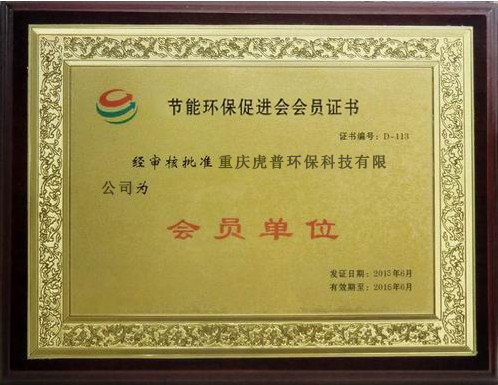 节能环保促进会会员证书
证书编号：D-113
经审核批准重庆虎普环保科技有限
公司为
会员单位
发证日期：2013年6月
有效期至：2016年6月